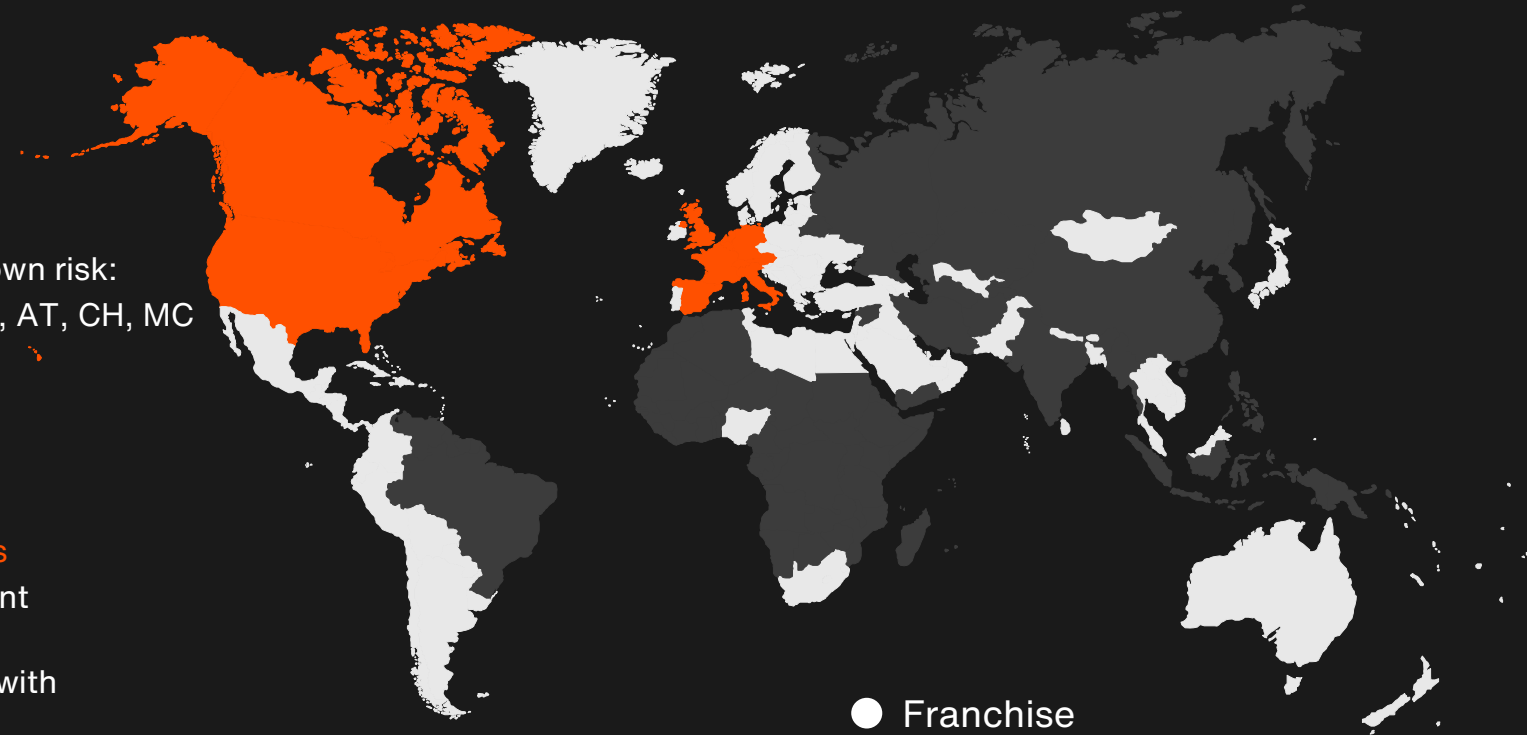 own risk:
, AT, CH, MC
s
nt
with
Franchise